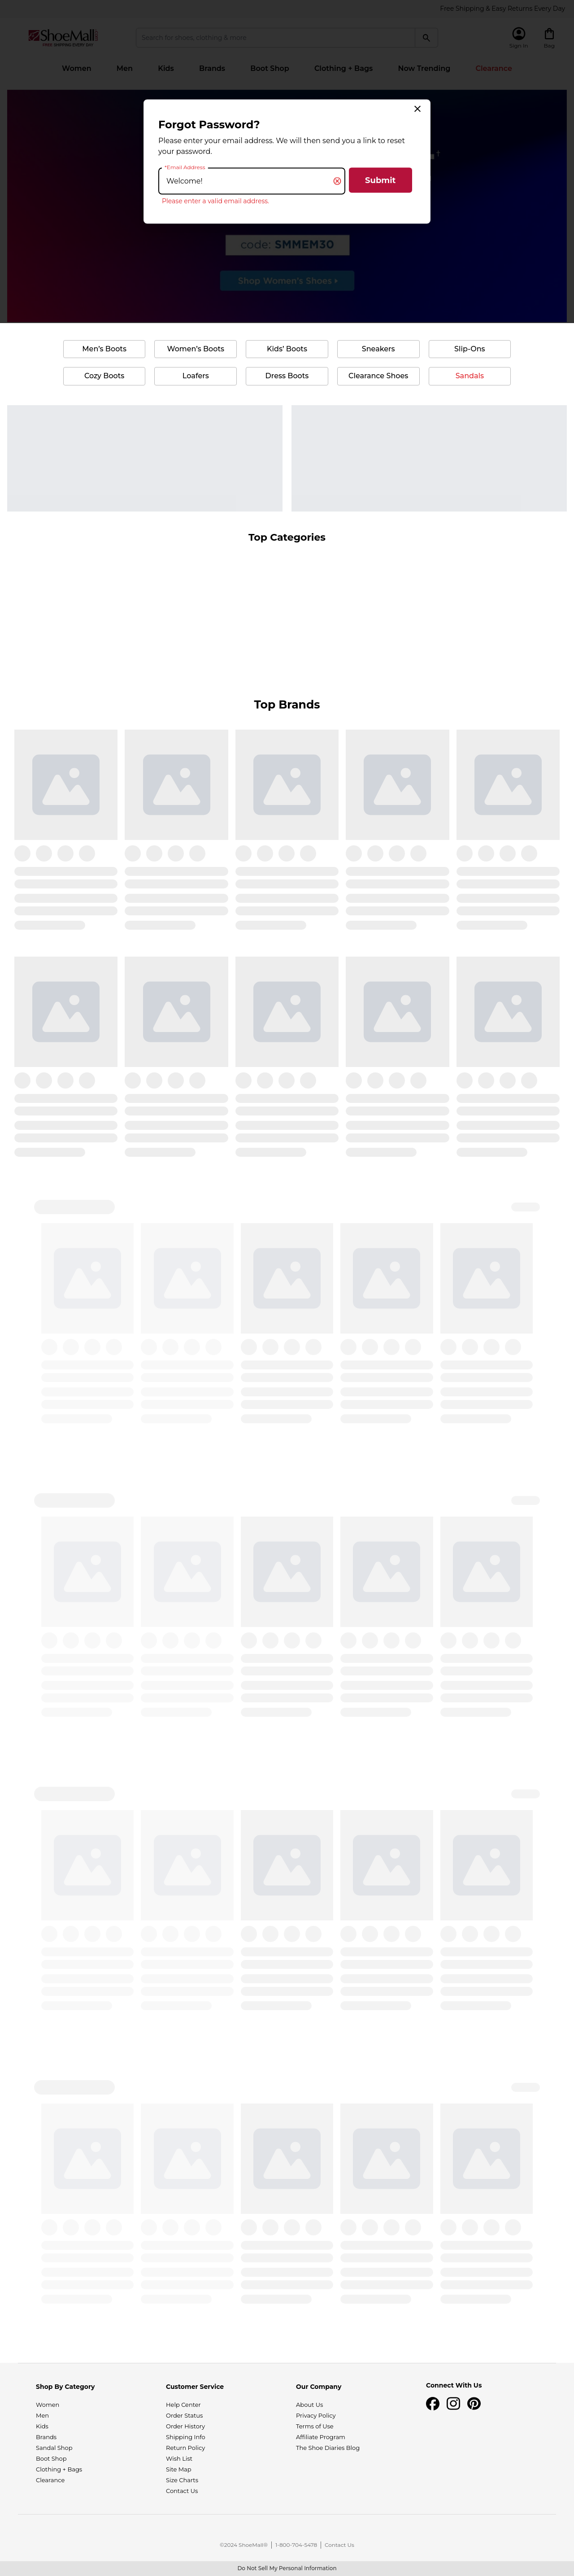 Free Shipping & Easy Returns Every Day
ShoeMall
FREE SHIPPING EVERY DAY
Search for shoes, clothing & more
Sign In
Bag
Women Men Kids Brands Boot Shop Clothing + Bags Now Trending Clearance
Forgot Password?
Please enter your email address. We will then send you a link to reset
your password.
*Email Address
Welcome!
Submit
Please enter a valid email address.
code: SMMEM30
Shop Women's Shoes
Men's Boots Women's Boots Kids' Boots Sneakers Slip-Ons
Cozy Boots Loafers Dress Boots Clearance Shoes Sandals
Top Categories
Top Brands
Shop By Category
Women
Men
Kids
Brands
Sandal Shop
Boot Shop
Clothing + Bags
Clearance
Customer Service
Help Center
Order Status
Order History
Shipping Info
Return Policy
Wish List
Site Map
Size Charts
Contact Us
Our Company
About Us
Privacy Policy
Terms of Use
Affiliate Program
The Shoe Diaries Blog
Connect With Us
©2024 ShoeMall® | 1-800-704-5478 | Contact Us
Do Not Sell My Personal Information